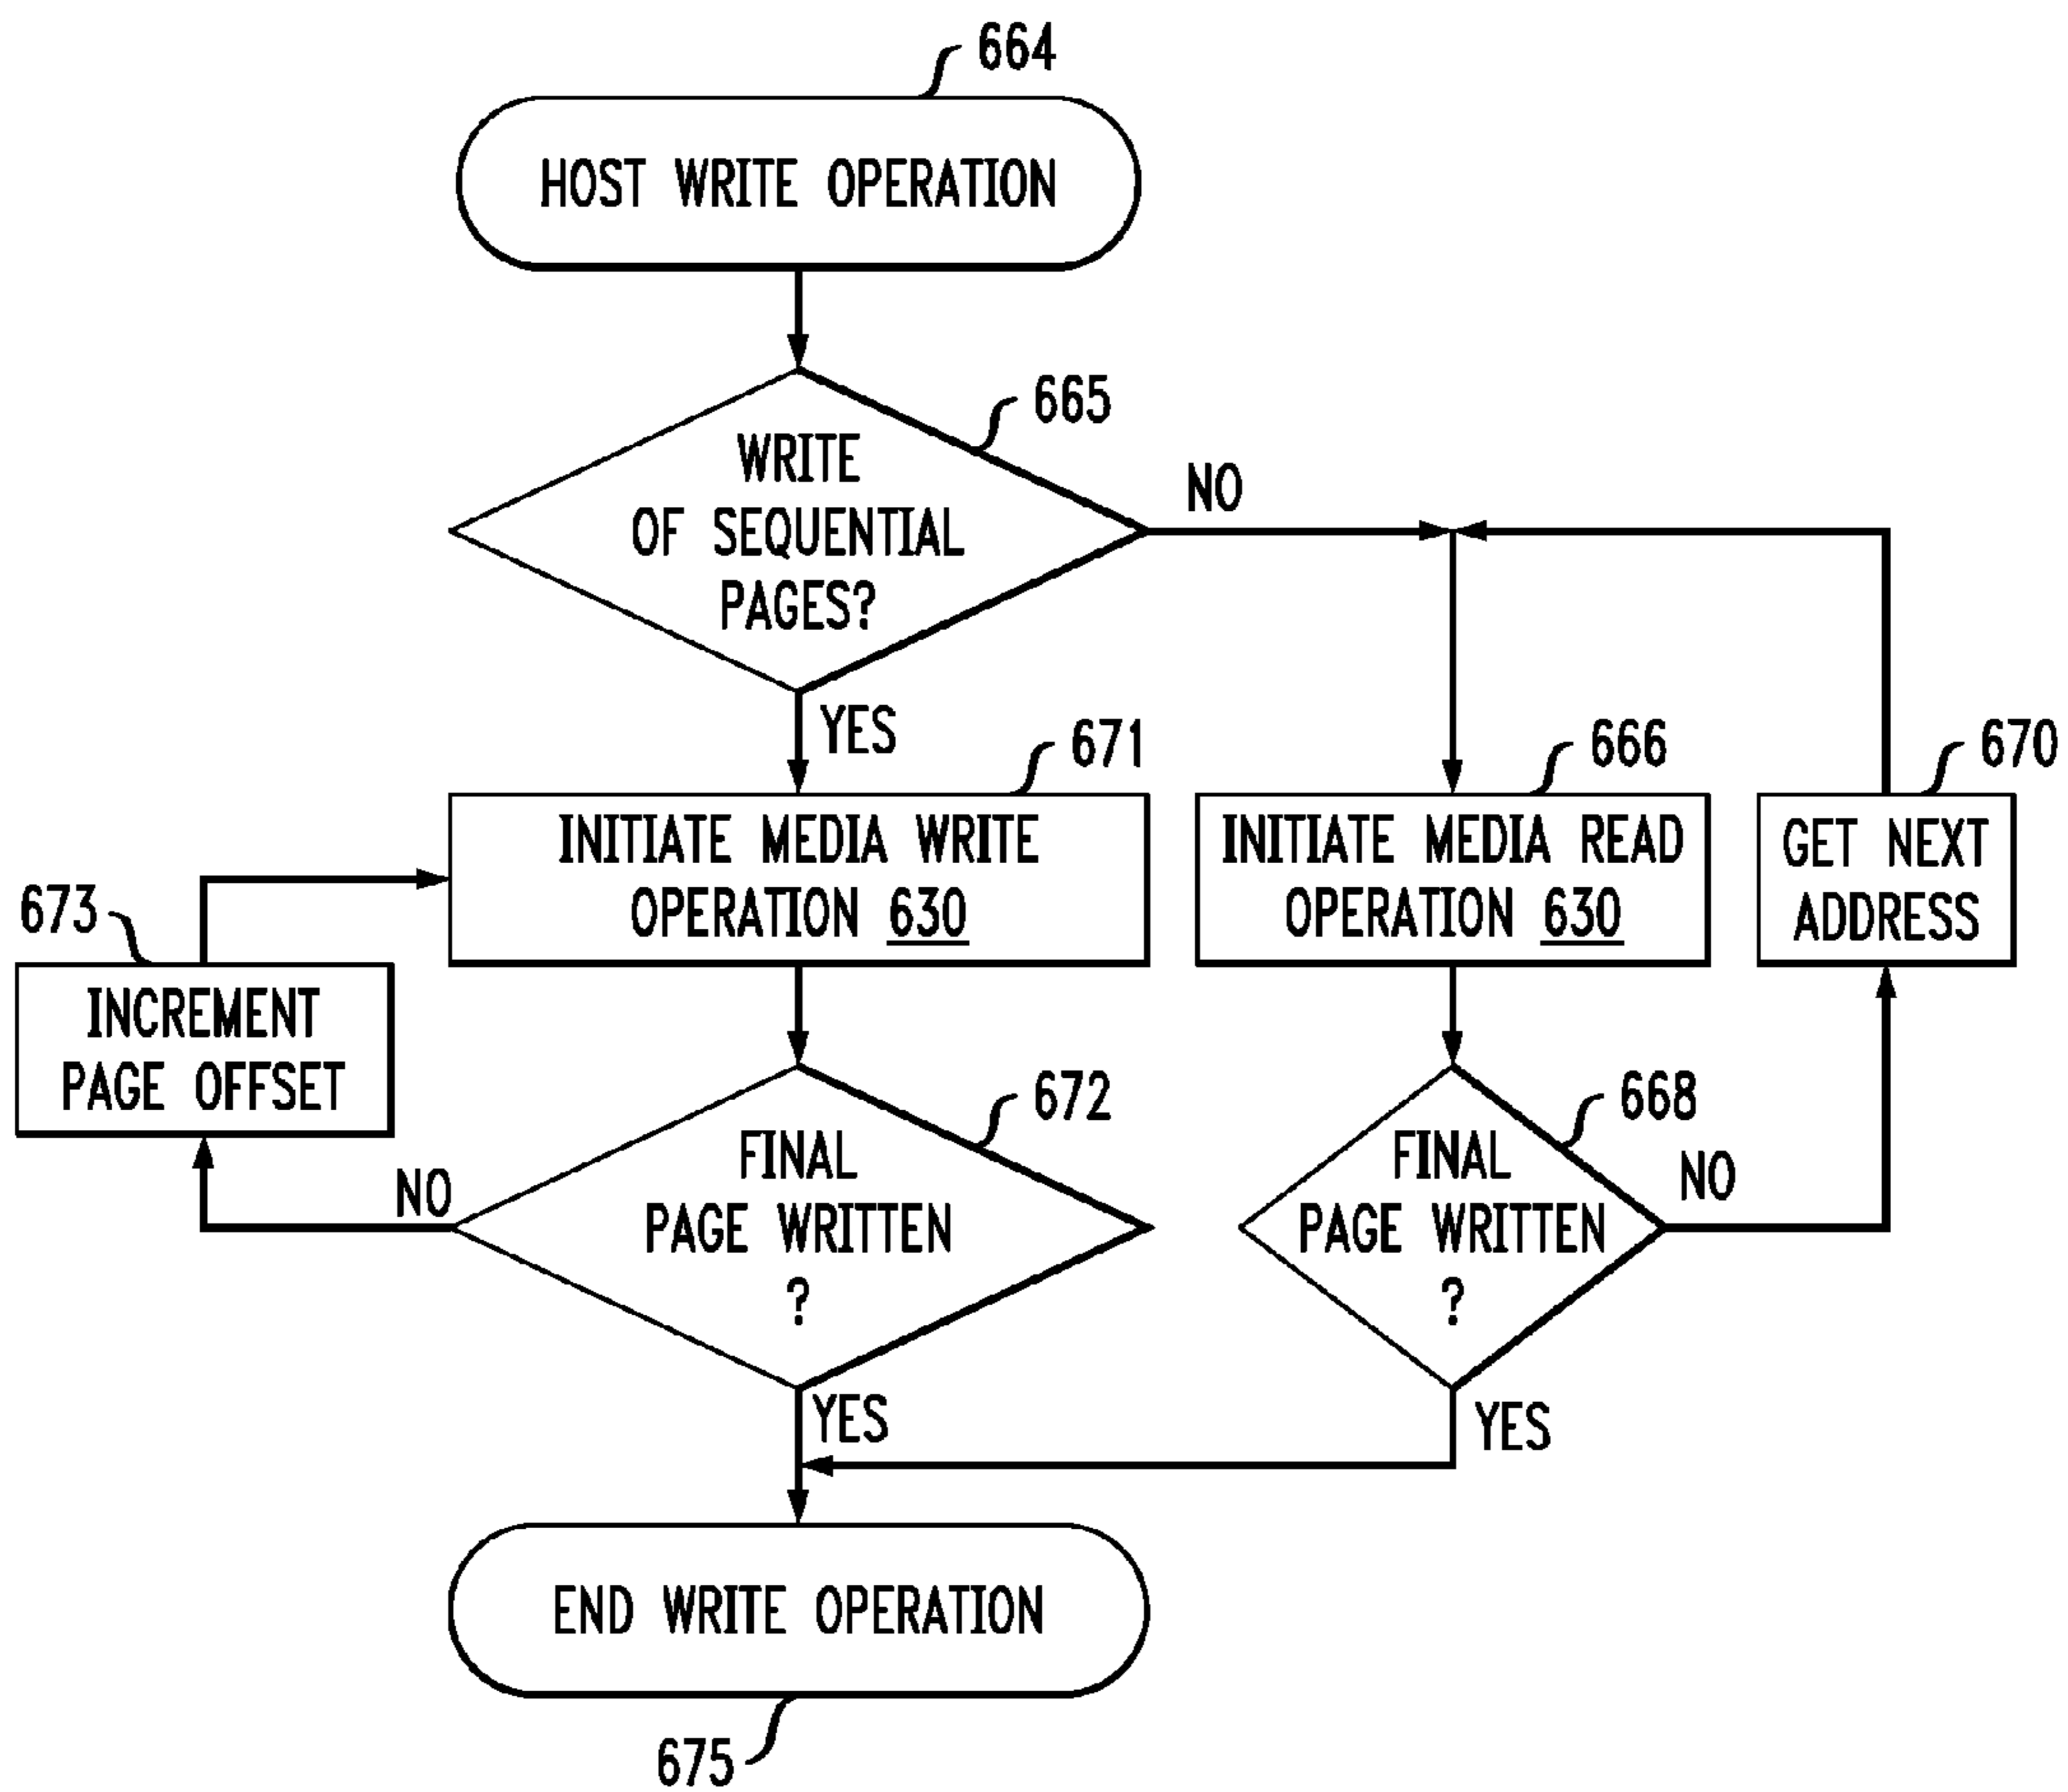 664
HOST WRITE OPERATION
665
WRITE
OF SEQUENTIAL
PAGES?
NO
YES
671
INITIATE MEDIA WRITE
OPERATION 630
666
INITIATE MEDIA READ
OPERATION 630
670
GET NEXT
ADDRESS
673
INCREMENT
PAGE OFFSET
672
FINAL
PAGE WRITTEN
?
NO
YES
668
FINAL
PAGE WRITTEN
?
NO
YES
END WRITE OPERATION
675